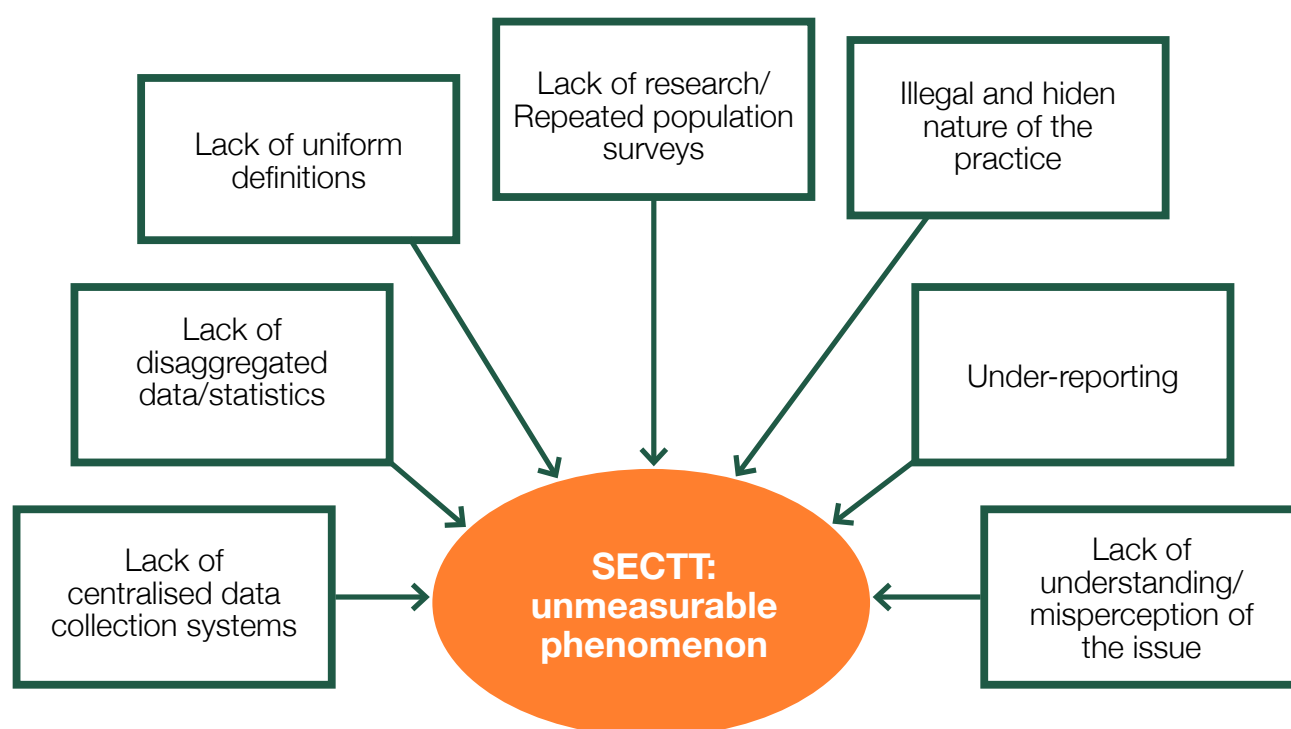 Lack of
centralised data
collection systems
Lack of
disaggregated
data/statistics
Lack of uniform
definitions
Lack of research/
Repeated population
surveys
Illegal and hiden
nature of the
practice
Under-reporting
Lack of
understanding/
misperception of
the issue
SECTT:
unmeasurable
phenomenon